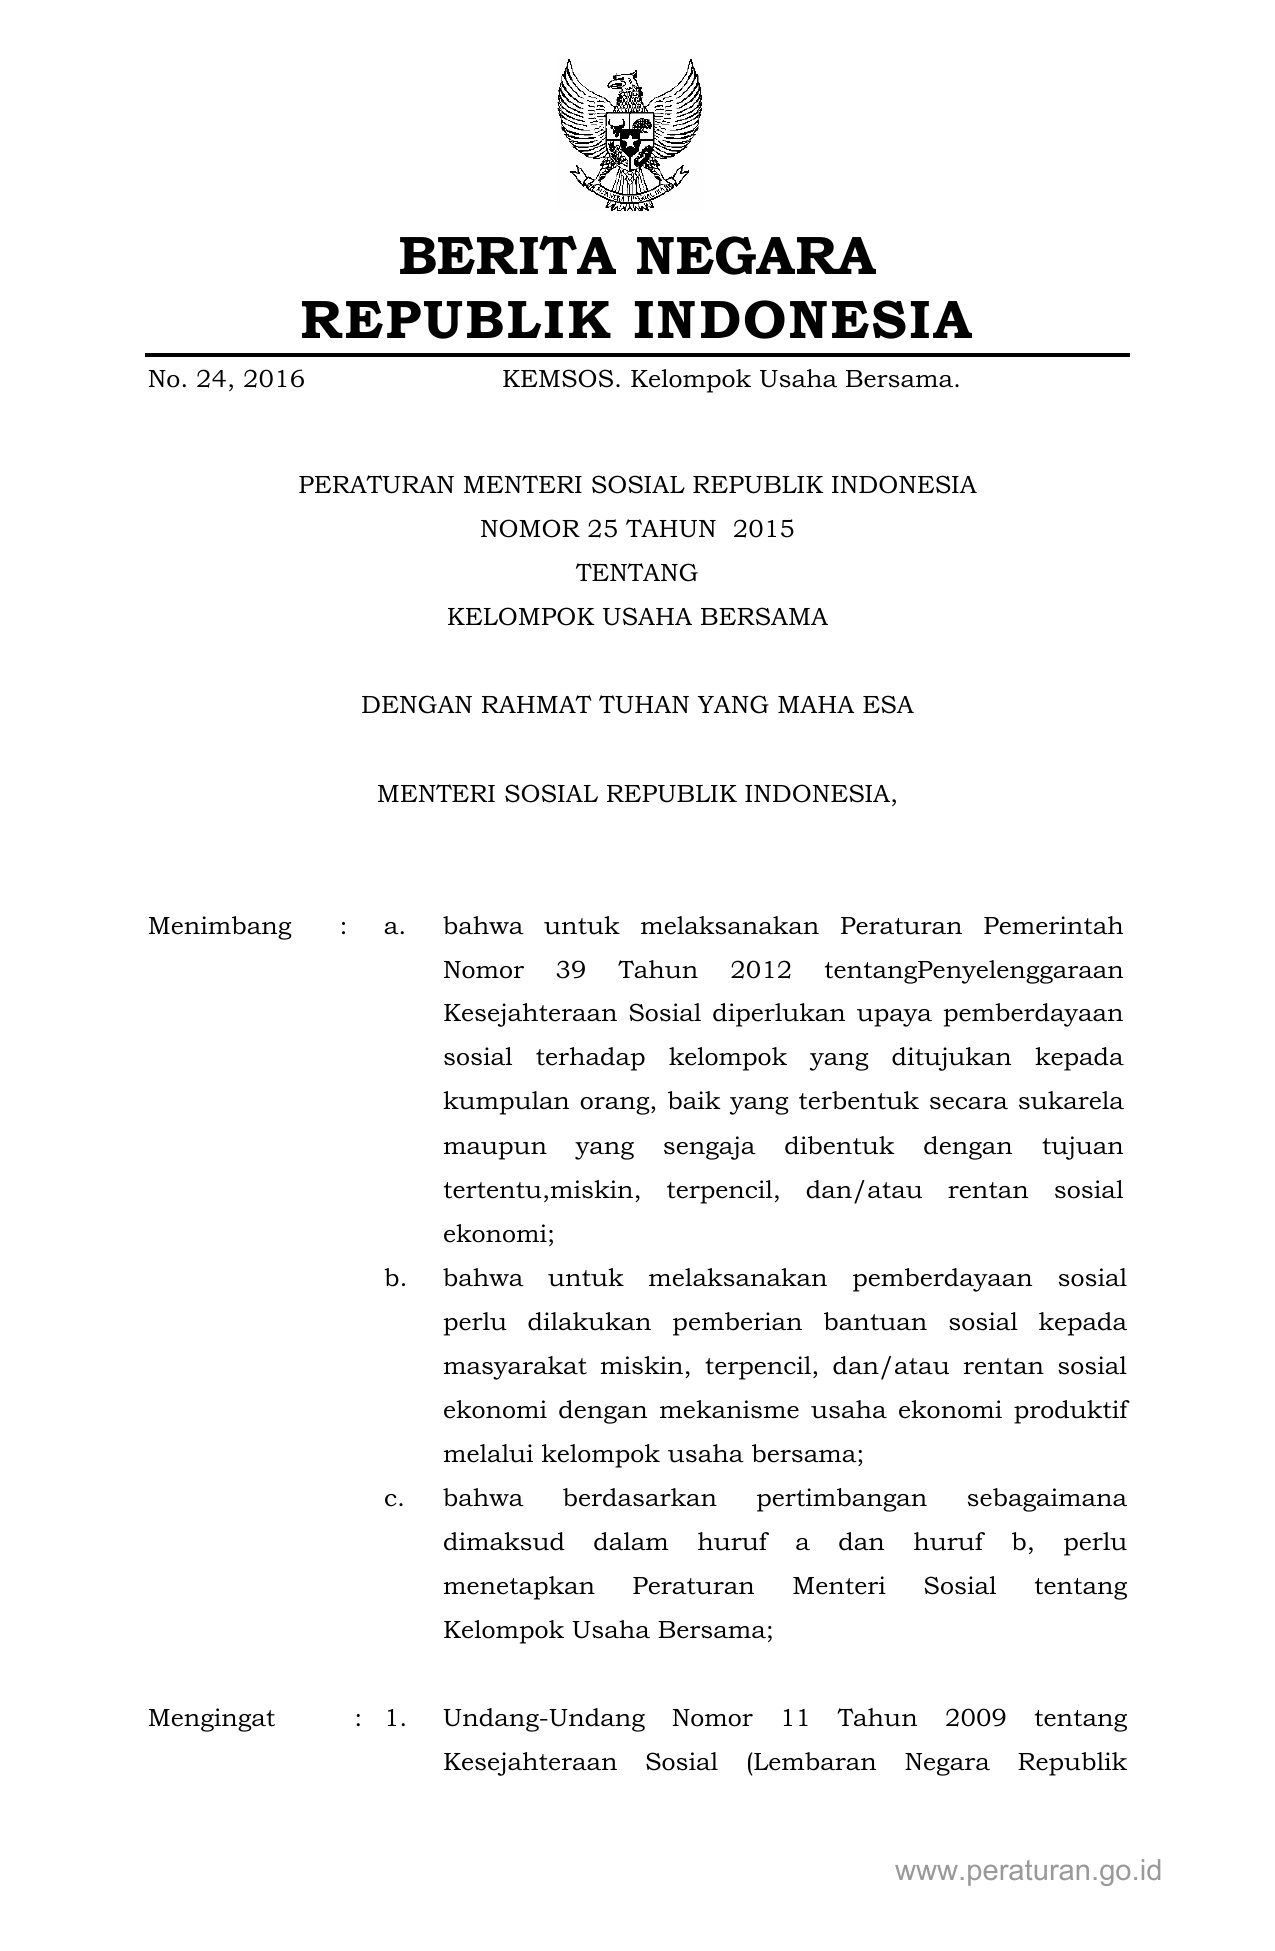 BERITA NEGARA
REPUBLIK INDONESIA
No. 24, 2016 KEMSOS. Kelompok Usaha Bersama.
PERATURAN MENTERI SOSIAL REPUBLIK INDONESIA
NOMOR 25 TAHUN 2015
TENTANG
KELOMPOK USAHA BERSAMA
DENGAN RAHMAT TUHAN YANG MAHA ESA
MENTERI SOSIAL REPUBLIK INDONESIA,
Menimbang : a. bahwa untuk melaksanakan Peraturan Pemerintah
Nomor 39 Tahun 2012 tentangPenyelenggaraan
Kesejahteraan Sosial diperlukan upaya pemberdayaan
sosial terhadap kelompok yang ditujukan kepada
kumpulan orang, baik yang terbentuk secara sukarela
maupun yang sengaja dibentuk dengan tujuan
tertentu,miskin, terpencil, dan/atau rentan sosial
ekonomi;
b. bahwa untuk melaksanakan pemberdayaan sosial
perlu dilakukan pemberian bantuan sosial kepada
masyarakat miskin, terpencil, dan/atau rentan sosial
ekonomi dengan mekanisme usaha ekonomi produktif
melalui kelompok usaha bersama;
c. bahwa berdasarkan pertimbangan sebagaimana
dimaksud dalam huruf a dan huruf b, perlu
menetapkan Peraturan Menteri Sosial tentang
Kelompok Usaha Bersama;
Mengingat : 1. Undang-Undang Nomor 11 Tahun 2009 tentang
Kesejahteraan Sosial (Lembaran Negara Republik
www.peraturan.go.id